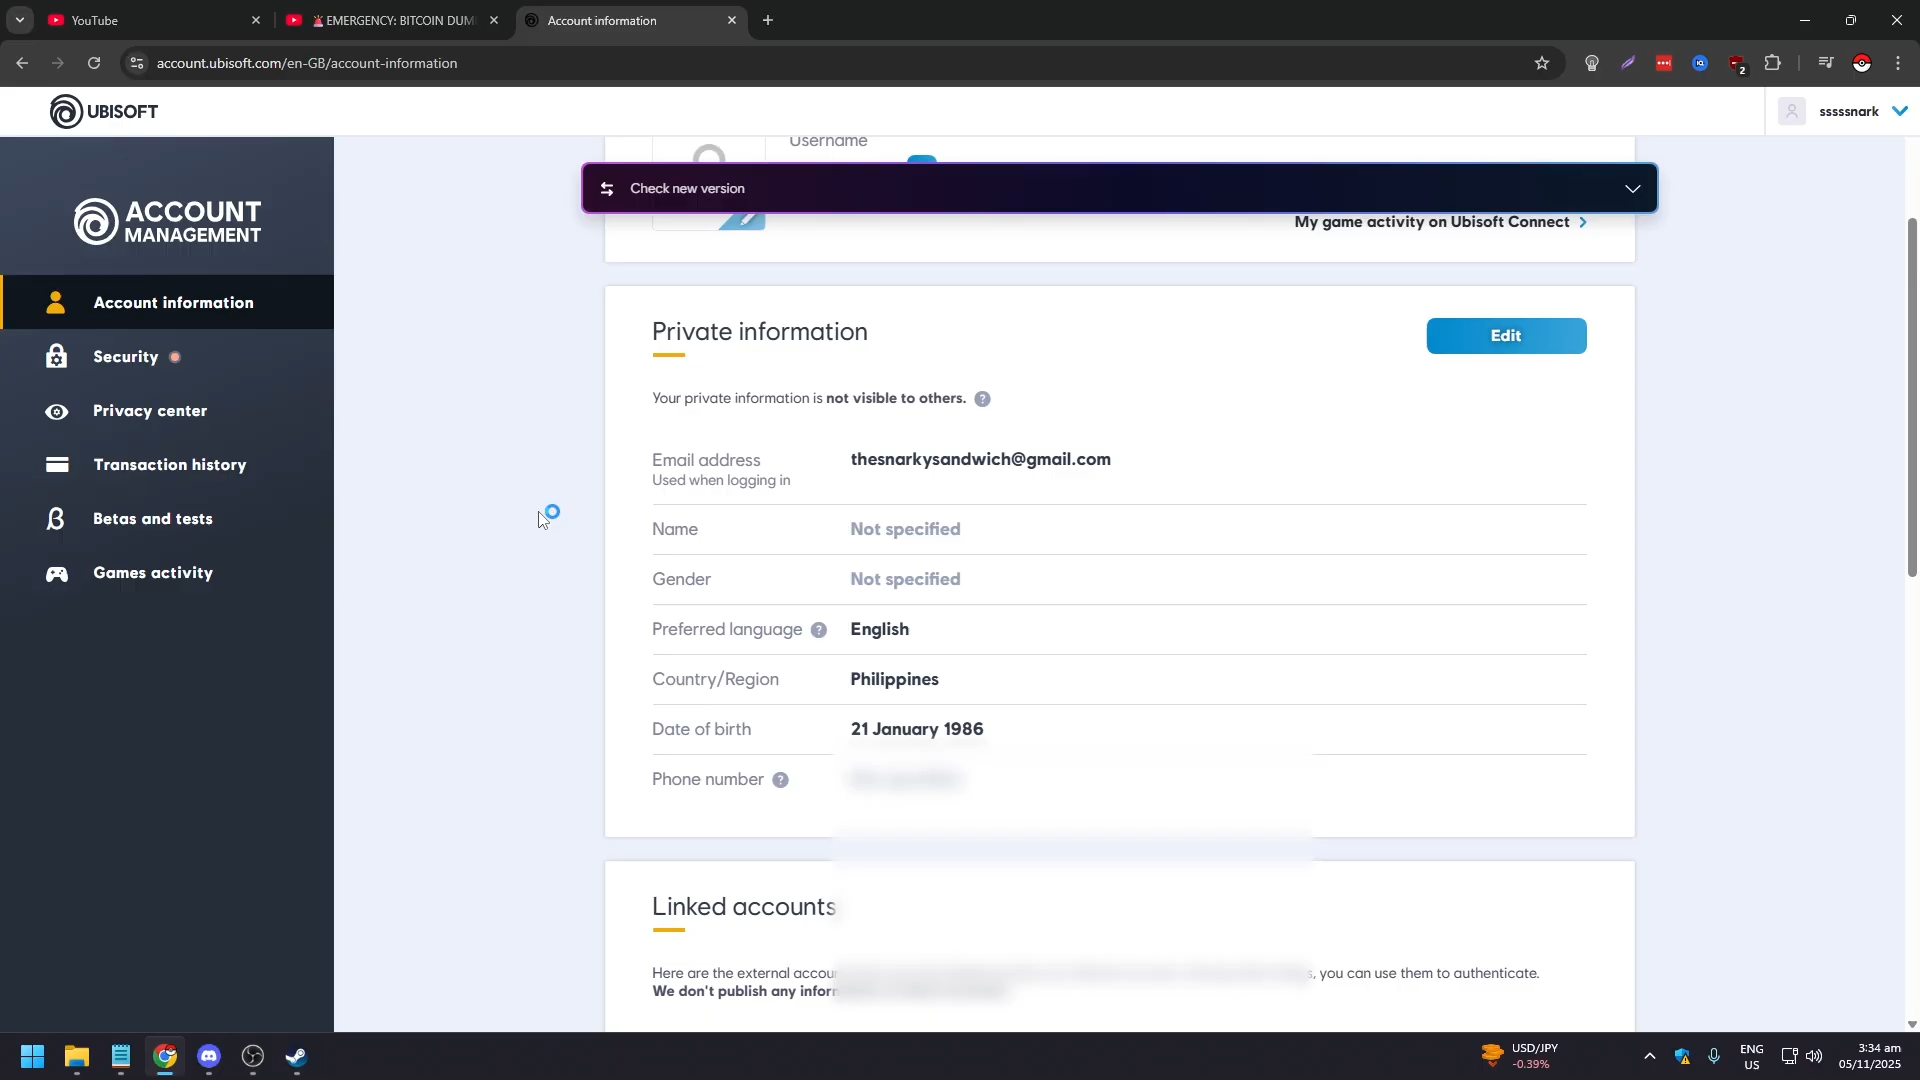 YouTube
EMERGENCY: BITCOIN DUM
Account information
account.ubisoft.com/en-GB/account-information
2
UBISOFT
sssssnark
ACCOUNT
MANAGEMENT
Account information
Security
Privacy center
Transaction history
Betas and tests
Games activity
Username
Check new version
My game activity on Ubisoft Connect
Private information
Edit
Your private information is not visible to others. ?
Email address
thesnarkysandwich@gmail.com
Used when logging in
Name
Not specified
Gender
Not specified
Preferred language ?
English
Country/Region
Philippines
Date of birth
21 January 1986
Phone number ?
Linked accounts
Here are the external accou
, you can use them to authenticate.
We don't publish any infor
USD/JPY
-0.39%
ENG
US
3:34 am
05/11/2025